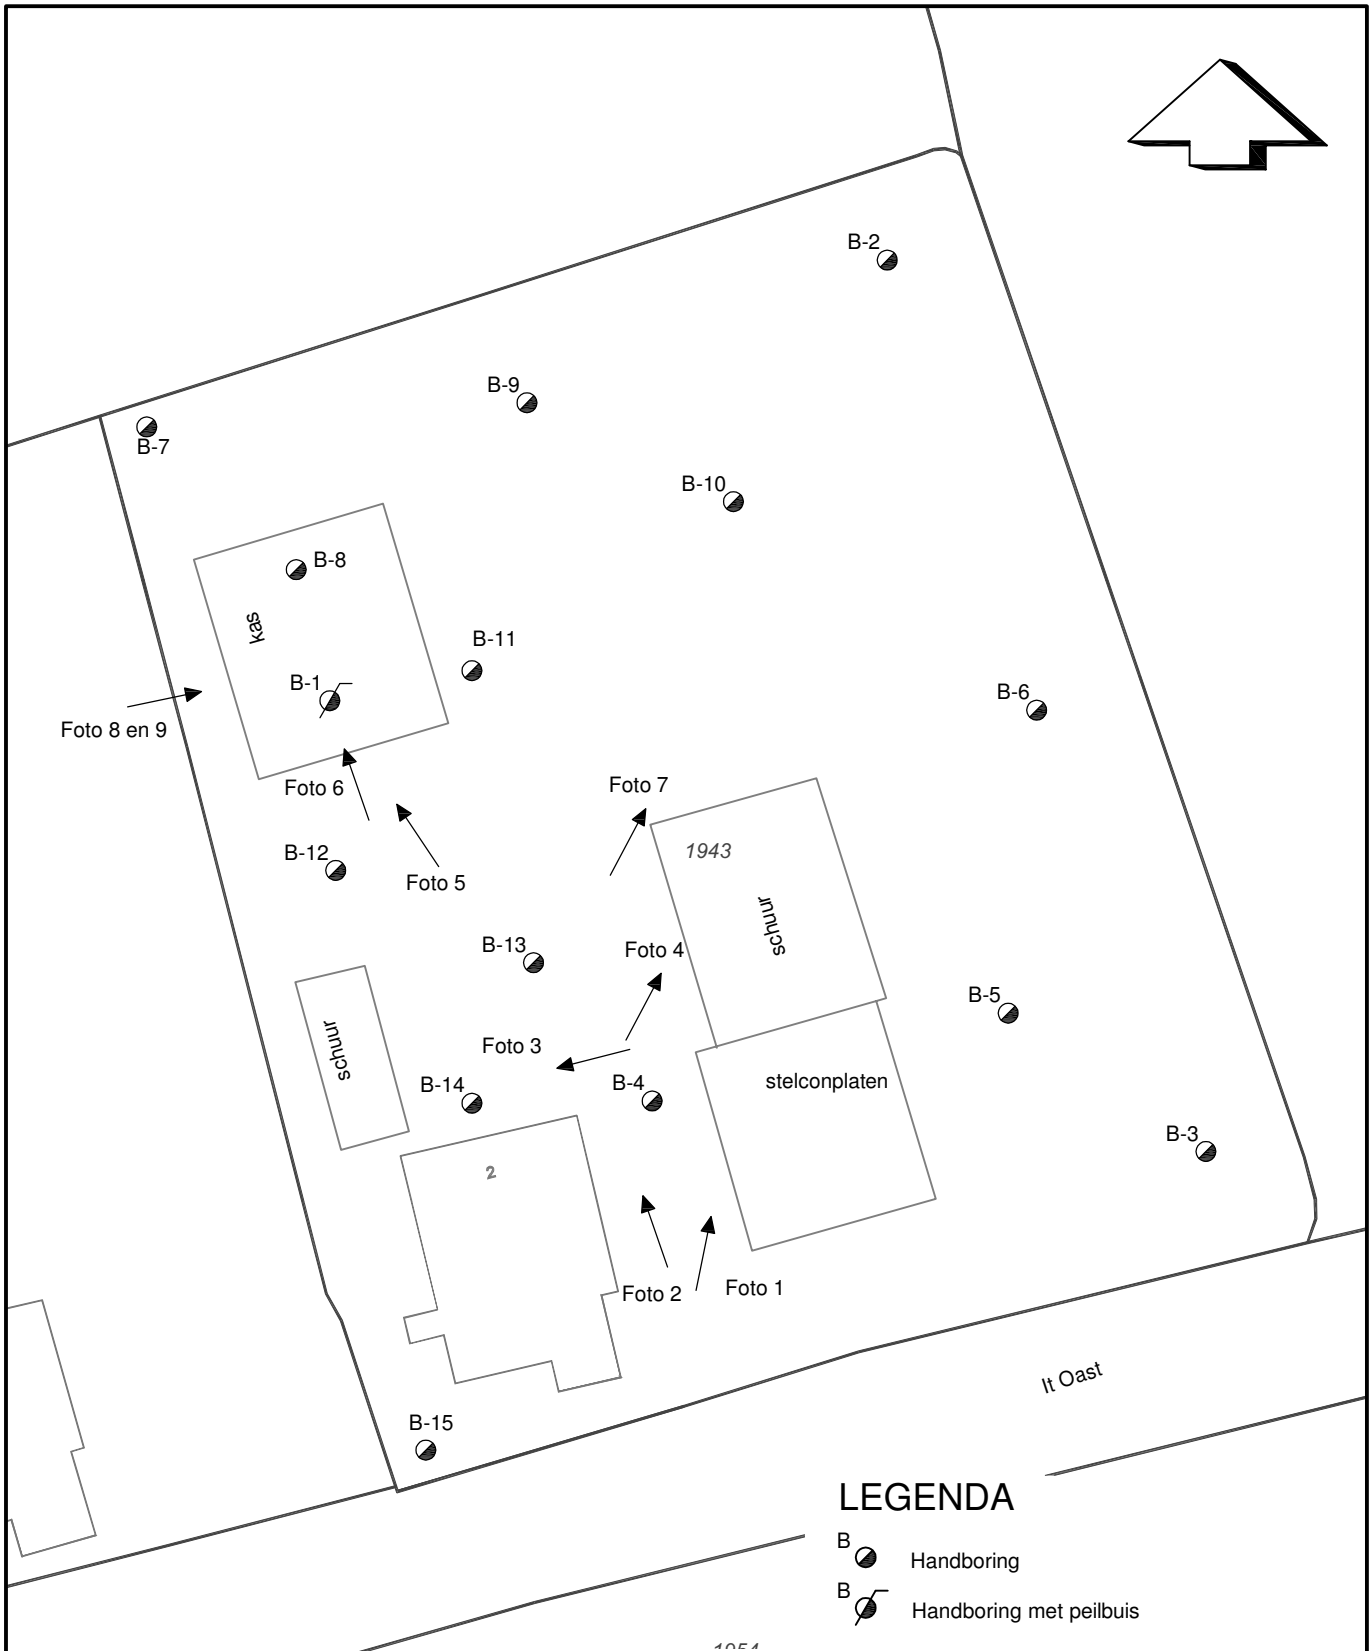 B-2
B-9
B-7
B-10
B-8
kas
B-11
B-1
B-6
Foto 8 en 9
Foto 6
Foto 7
1943
B-12
Foto 5
schuur
B-13
Foto 4
B-5
Foto 3
schuur
stelconplaten
B-14
B-4
B-3
2
Foto 2
Foto 1
It Oast
B-15
LEGENDA
B
Handboring
B
Handboring met peilbuis